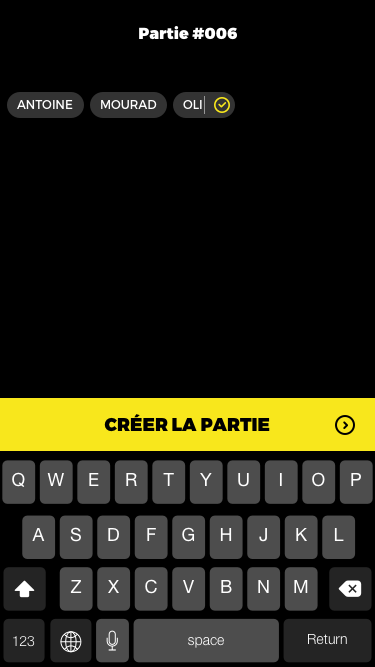 Partie #006
ANTOINE MOURAD OLI
CRÉER LA PARTIE
Q W E R T Y U I O P
A S D F G H J K L
Z X C V B N M
123 space Return